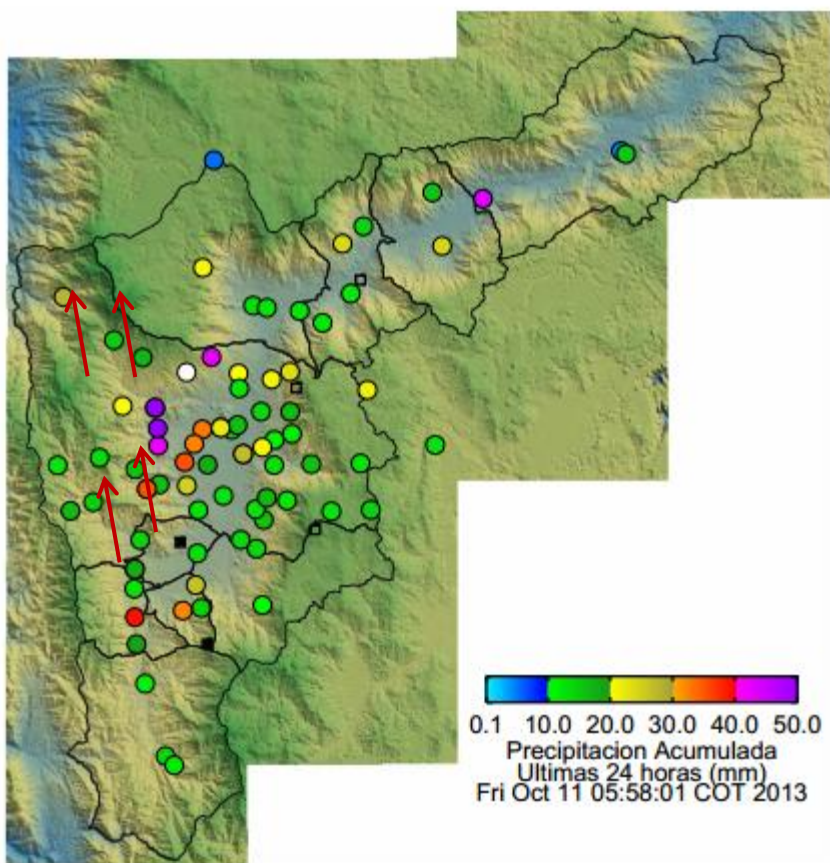 0.1 10.0 20.0 30.0 40.0 50.0
Precipitacion Acumulada
Ultimas 24 horas (mm)
Fri Oct 11 05:58:01 COT 2013